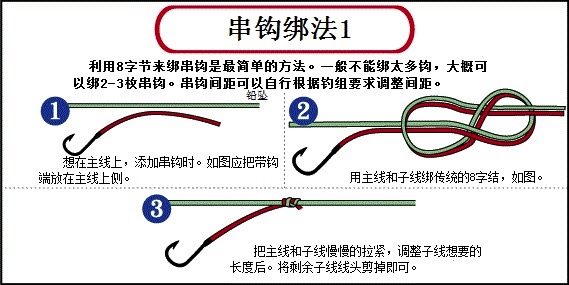 串钩绑法1
利用8字节来绑串钩是最简单的方法。一般不能绑太多钩，大概可
以绑2-3枚串钩。串钩间距可以自行根据钓组要求调整间距。
铅坠
1
想在主线上，添加串钩时。如图应把带钩
端放在主线上侧。
2
用主线和子线绑传统的8字结，如图。
3
把主线和子线慢慢的拉紧，调整子线想要的
长度后。将剩余子线线头剪掉即可。